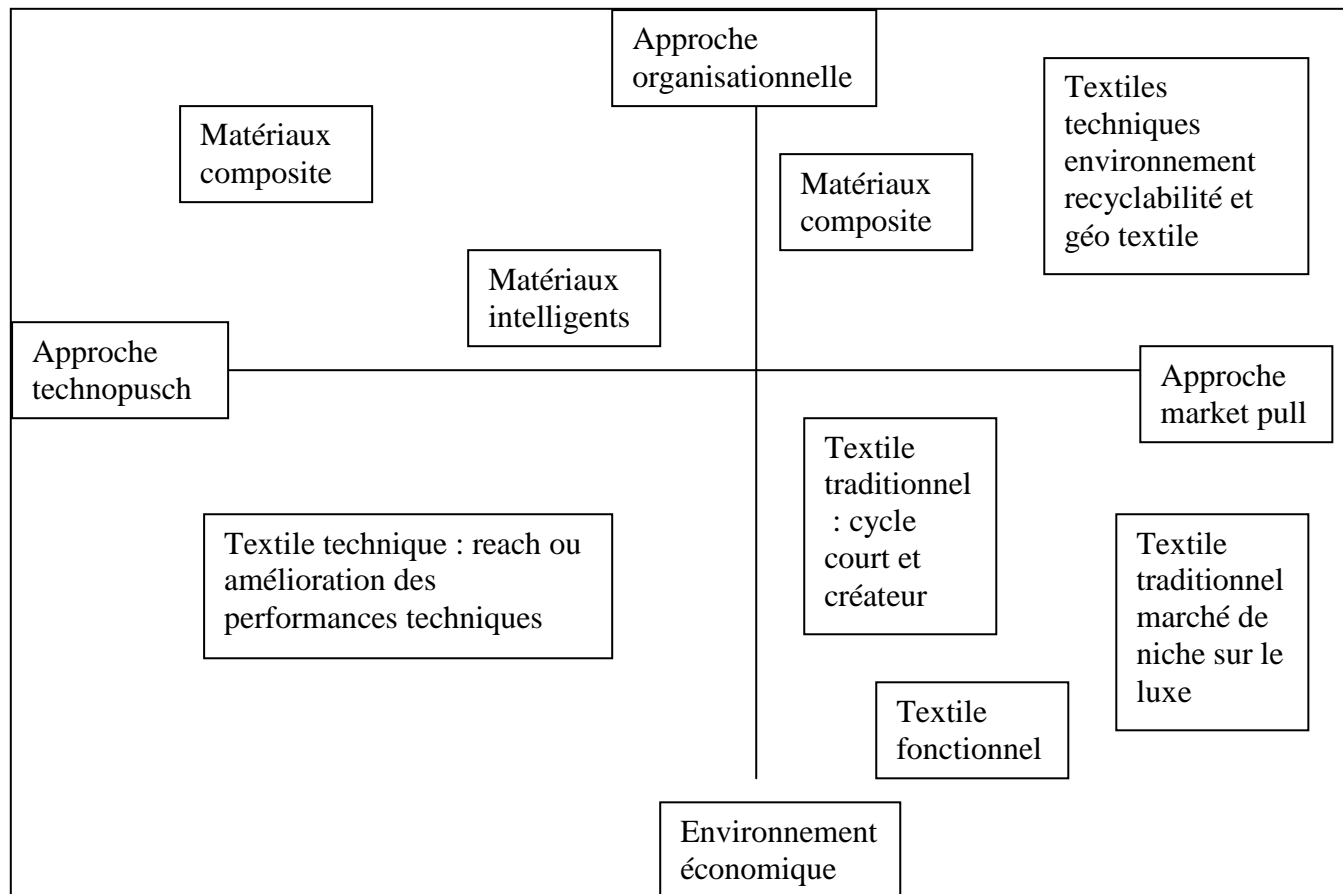 Approche
organisationnelle
Textiles
techniques
environnement
recyclabilité et
géo textile
Matériaux
composite
Matériaux
composite
Matériaux
intelligents
Approche
technopusch
Approche
market pull
Textile
traditionnel
: cycle
court et
créateur
Textile technique : reach ou
amélioration des
performances techniques
Textile
traditionnel
marché de
niche sur le
luxe
Textile
fonctionnel
Environnement
économique